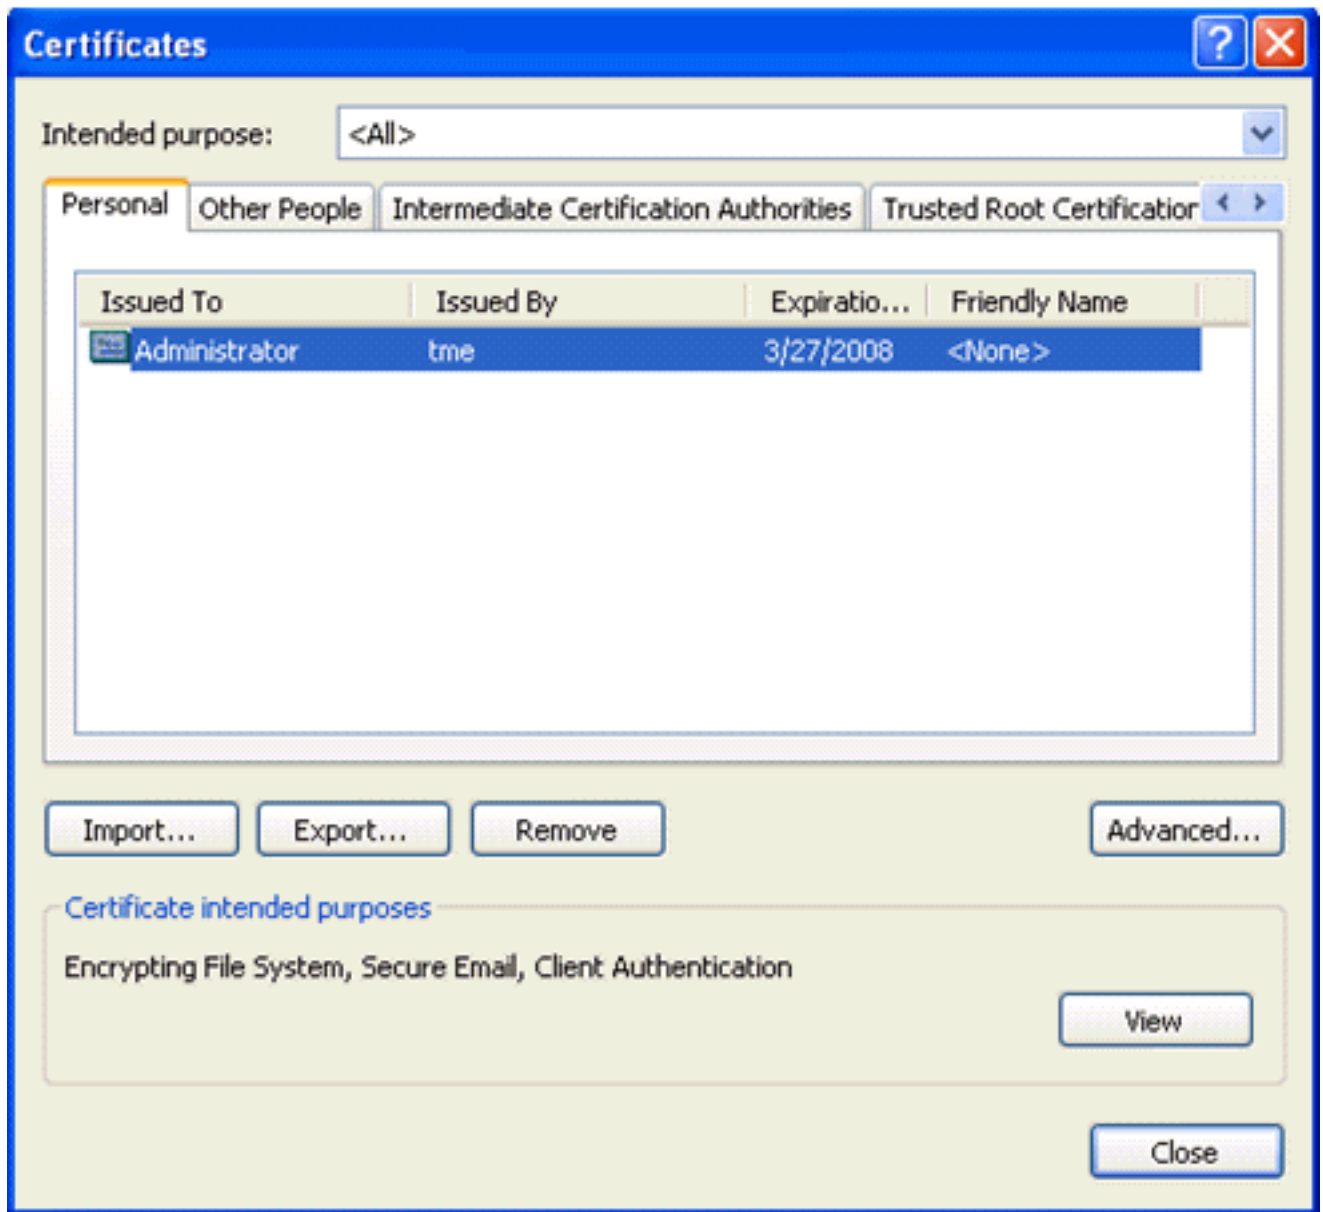 Certificates
Intended purpose: <All>
Personal Other People Intermediate Certification Authorities Trusted Root Certification
Issued To Issued By Expiratio... Friendly Name
Administrator tme 3/27/2008 <None>
Import... Export... Remove Advanced...
Certificate intended purposes
Encrypting File System, Secure Email, Client Authentication
View
Close